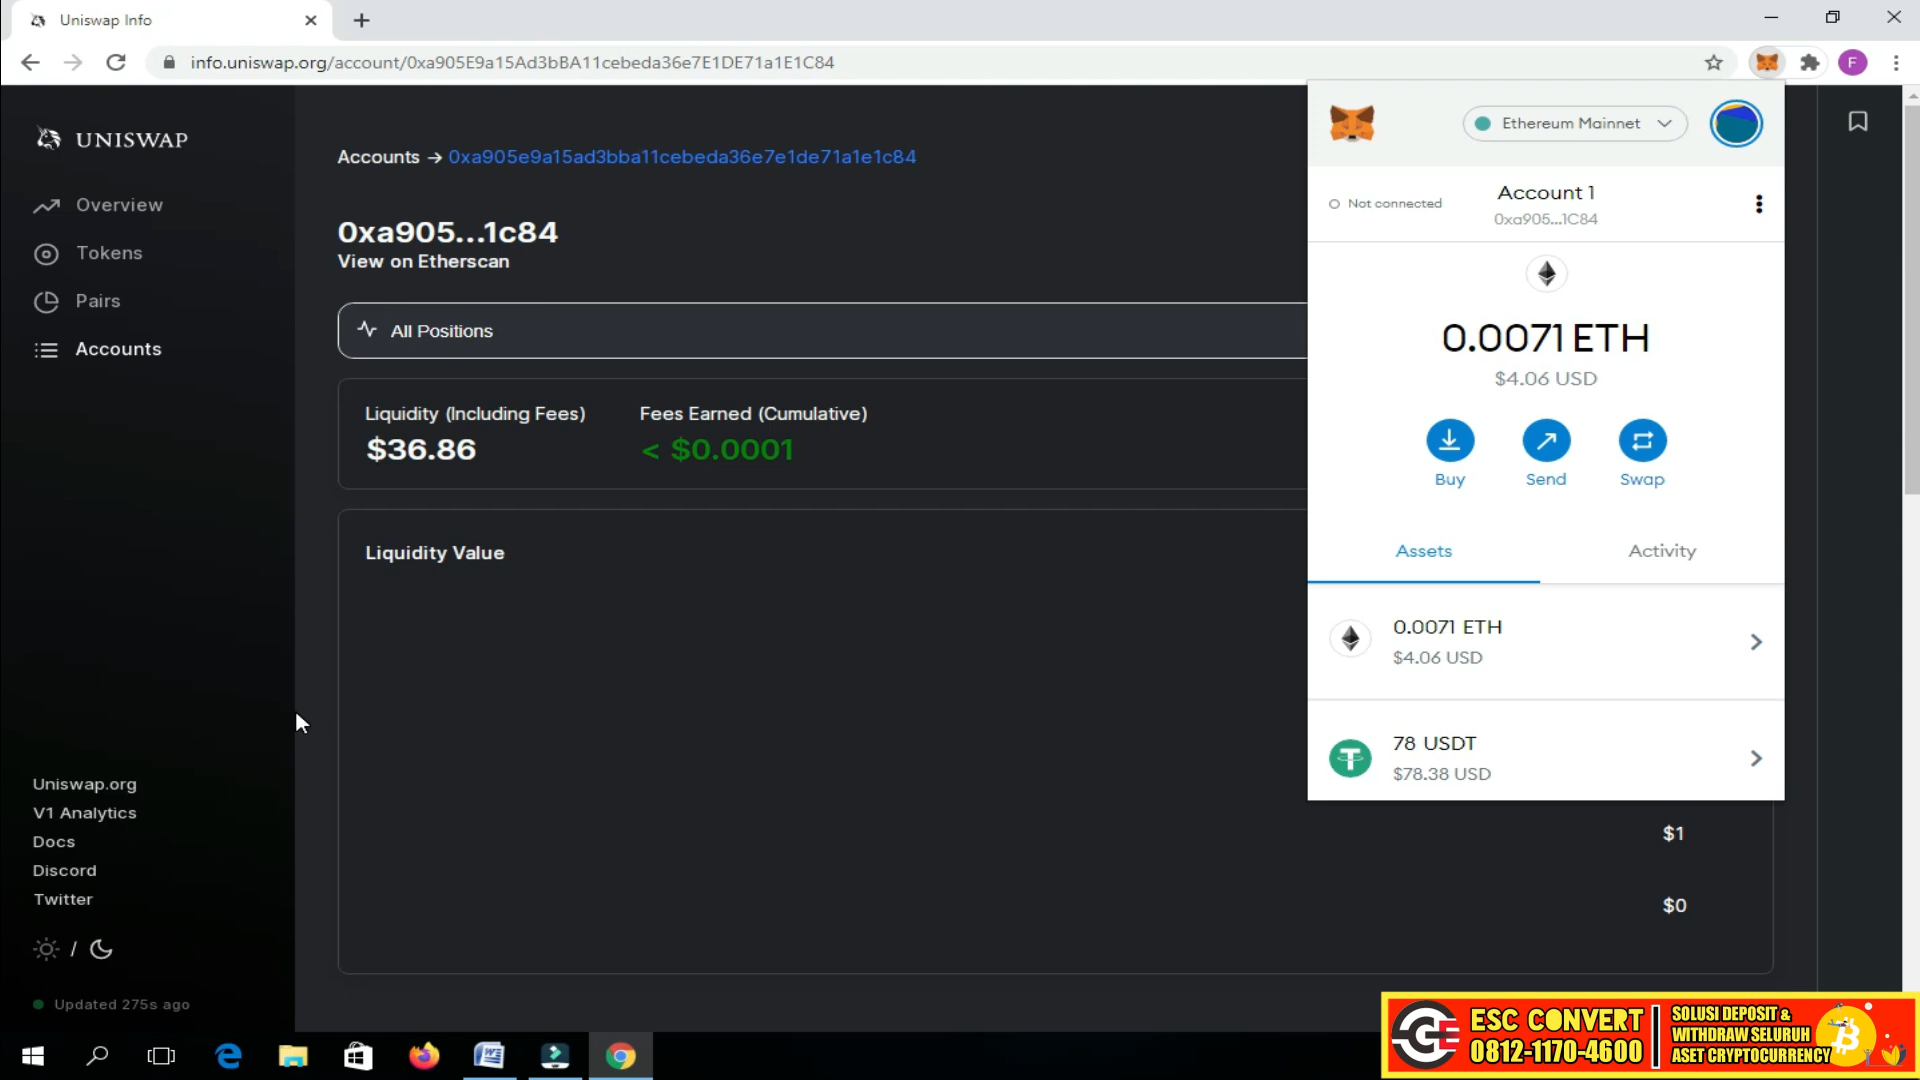 Uniswap Info
info.uniswap.org/account/0xa905E9a15Ad3bBA11cebeda36e7E1DE71a1E1C84
F
UNISWAP
Overview
Tokens
Pairs
Accounts
Uniswap.org
V1 Analytics
Docs
Discord
Twitter
/
Updated 275s ago
Accounts → 0xa905e9a15ad3bba11cebeda36e7e1de71a1e1c84
0xa905...1c84
View on Etherscan
All Positions
Liquidity (Including Fees)
$36.86
Fees Earned (Cumulative)
< $0.0001
Liquidity Value
$1
$0
Ethereum Mainnet
Not connected
Account 1
0xa905...1C84
0.0071 ETH
$4.06 USD
Buy
Send
Swap
Assets
Activity
0.0071 ETH
$4.06 USD
78 USDT
$78.38 USD
ESC CONVERT
0812-1170-4600
SOLUSI DEPOSIT &
WITHDRAW SELURUH
ASET CRYPTOCURRENCY